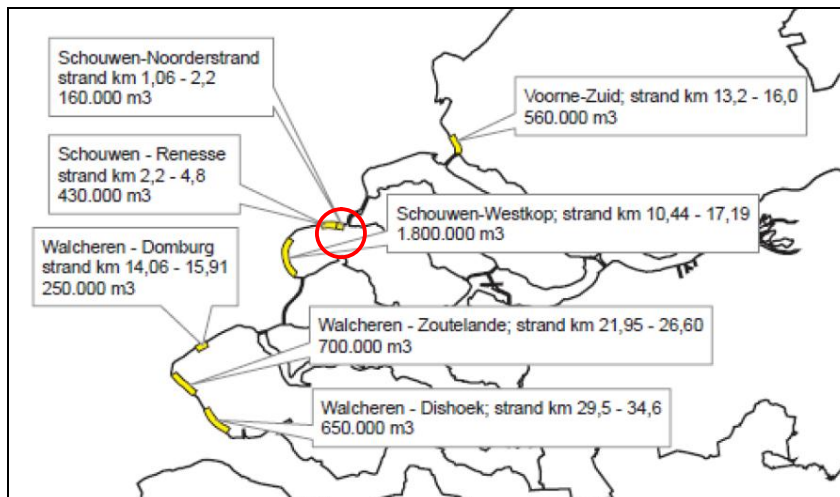 Schouwen-Noorderstrand
strand km 1,06 - 2,2
160.000 m3
Voorne-Zuid; strand km 13,2 - 16,0
560.000 m3
Schouwen - Renesse
strand km 2,2 - 4,8
430.000 m3
Schouwen-Westkop; strand km 10,44 - 17,19
1.800.000 m3
Walcheren - Domburg
strand km 14,06 - 15,91
250.000 m3
Walcheren - Zoutelande; strand km 21,95 - 26,60
700.000 m3
Walcheren - Dishoek; strand km 29,5 - 34,6
650.000 m3